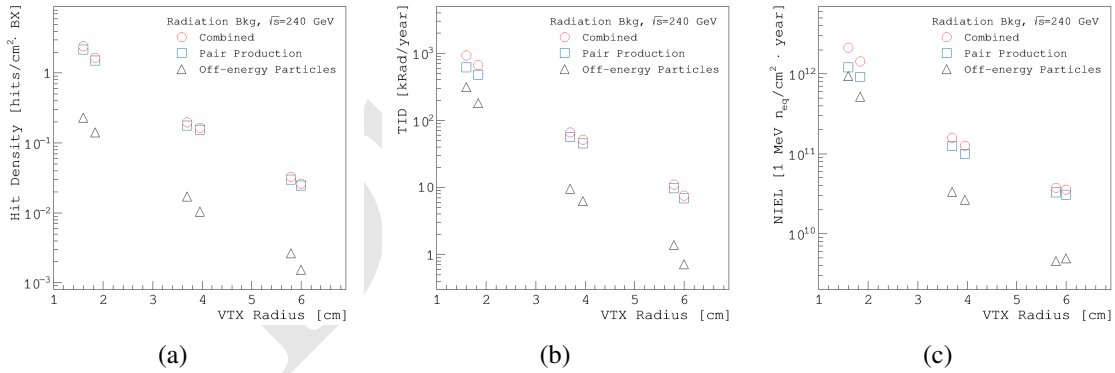 Radiation Bkg, √s=240 GeV
Combined
Pair Production
Off-energy Particles
Hit Density [hits/cm²· BX]
1
10⁻¹
10⁻²
10⁻³
1 2 3 4 5 6
VTX Radius [cm]
(a)
Radiation Bkg, √s=240 GeV
Combined
Pair Production
Off-energy Particles
TID [kRad/year]
10³
10²
10
1
1 2 3 4 5 6
VTX Radius [cm]
(b)
Radiation Bkg, √s=240 GeV
Combined
Pair Production
Off-energy Particles
NIEL [1 MeV n_eq/cm² · year]
10¹²
10¹¹
10¹⁰
1 2 3 4 5 6
VTX Radius [cm]
(c)